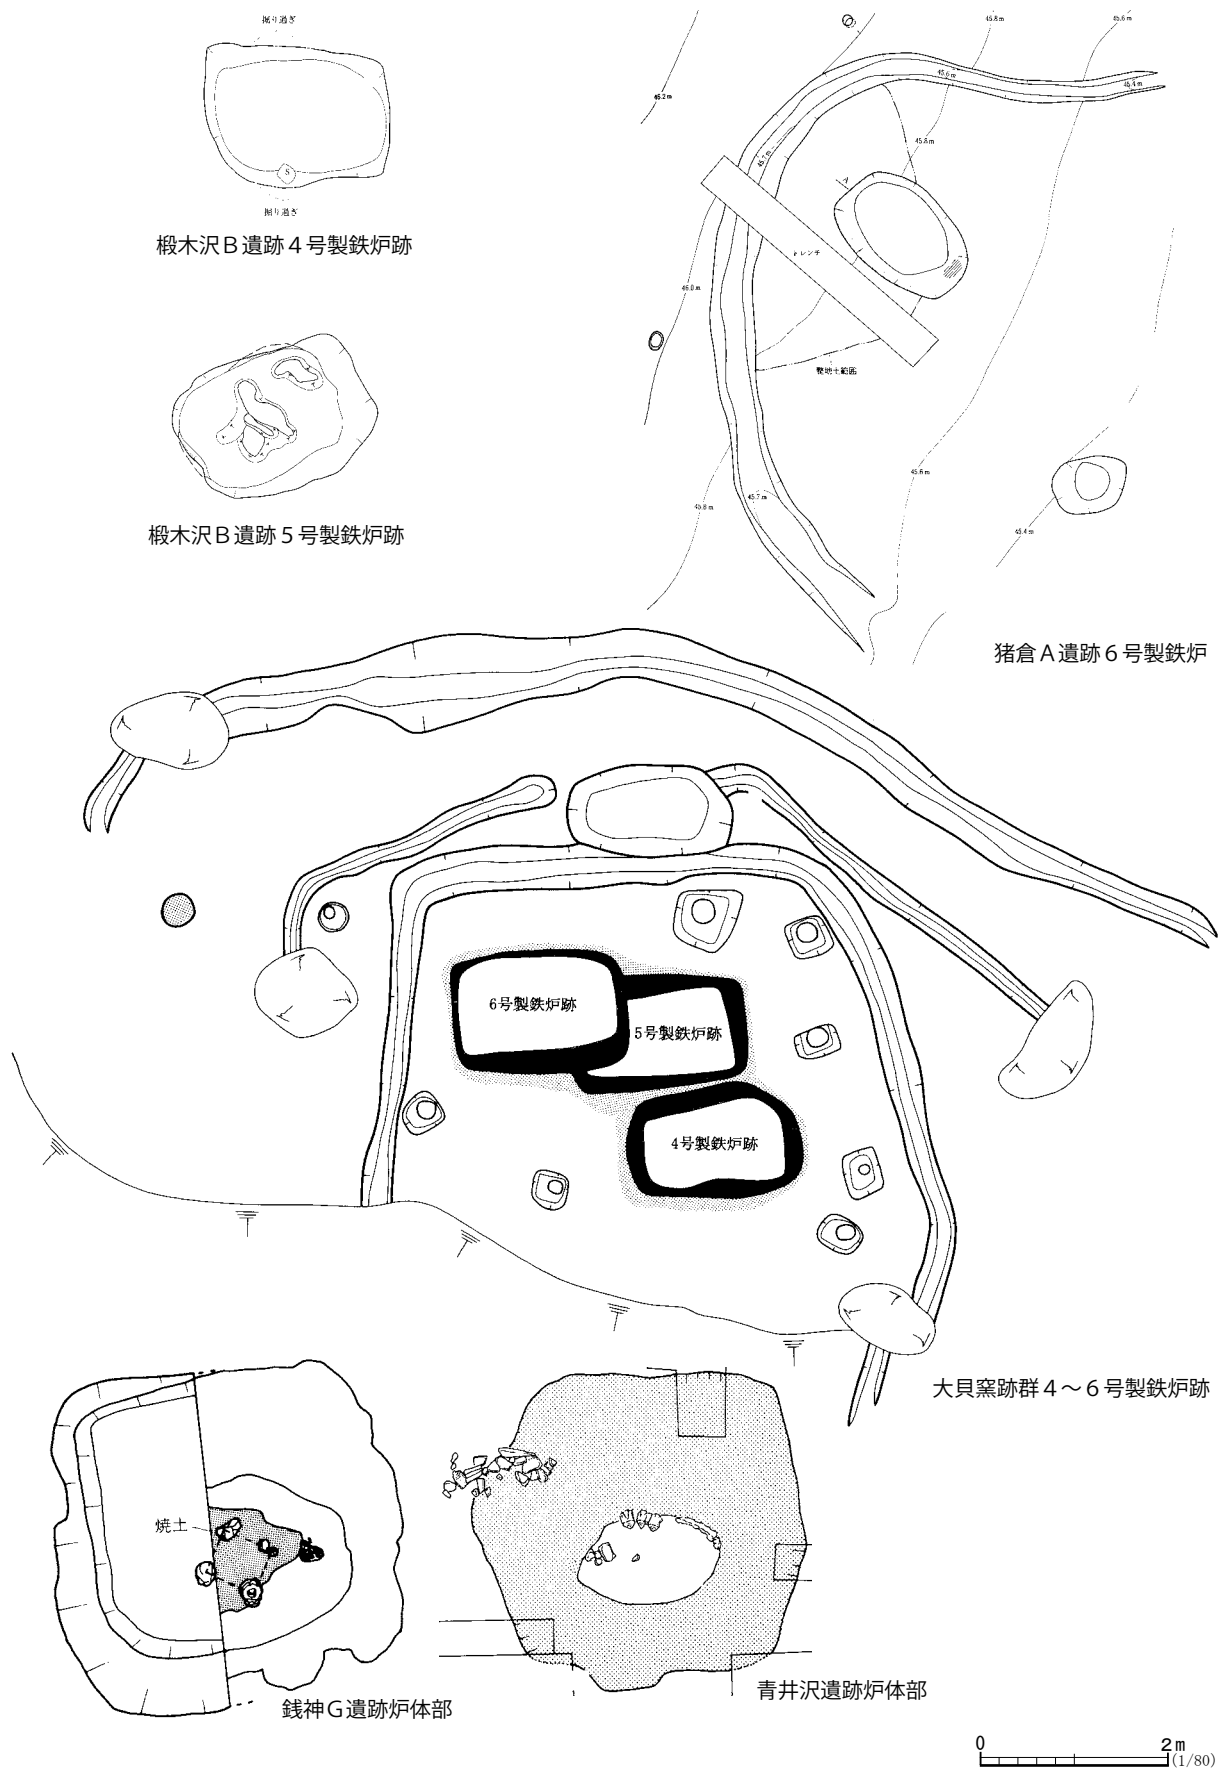 掘り過ぎ
S
掘り過ぎ
椴木沢Ｂ遺跡４号製鉄炉跡
椴木沢Ｂ遺跡５号製鉄炉跡
45.8m
45.6m
46.2m
45.6m
45.4m
45.7m
45.8m
A
トレンチ
46.0m
整地土範囲
45.6m
45.7m
45.8m
45.4m
猪倉Ａ遺跡６号製鉄炉
6号製鉄炉跡
5号製鉄炉跡
4号製鉄炉跡
大貝窯跡群４～６号製鉄炉跡
焼土
銭神Ｇ遺跡炉体部
青井沢遺跡炉体部
0 2m
(1/80)